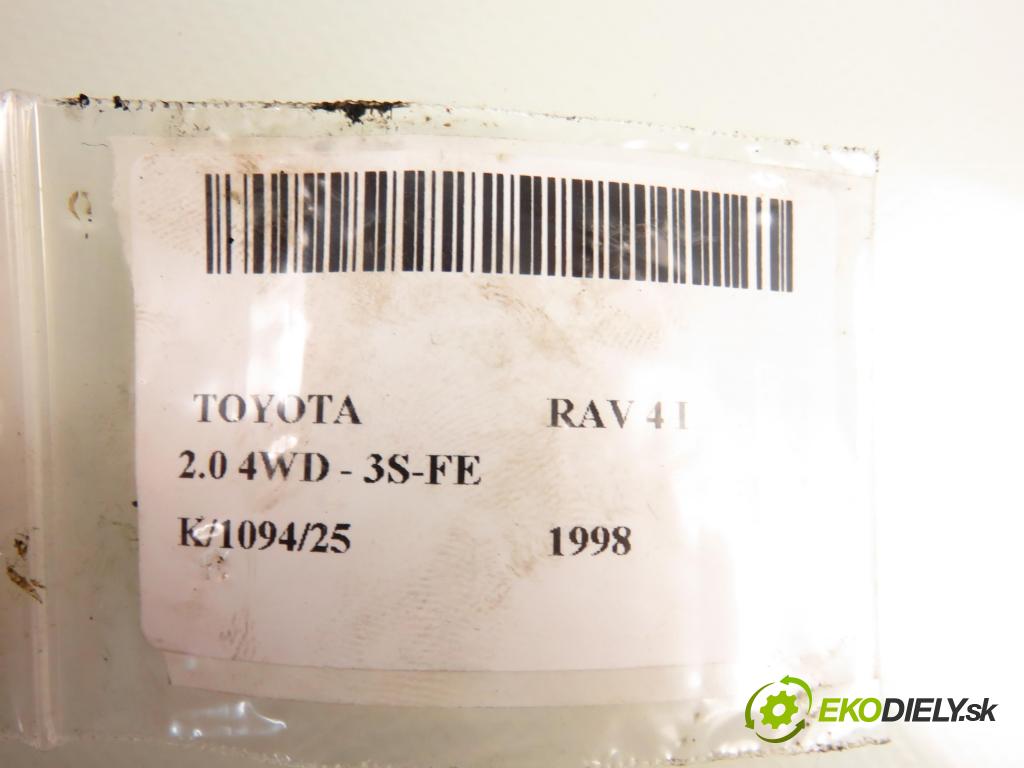 TOYOTA RAV 4 I
2.0 4WD - 3S-FE
K/1094/25 1998
EKODIELY.sk